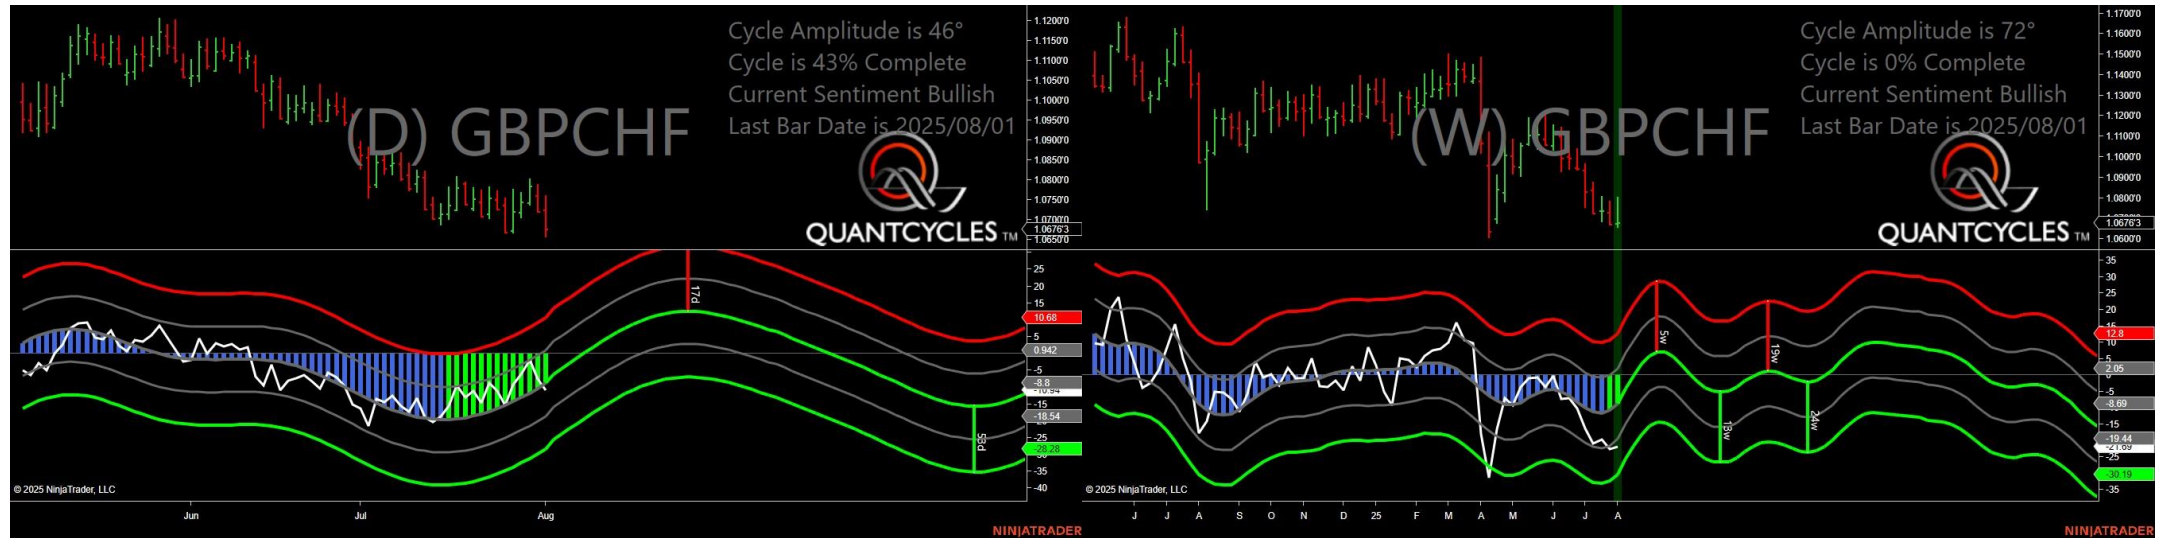 Cycle Amplitude is 46°
Cycle is 43% Complete
Current Sentiment Bullish
Last Bar Date is 2025/08/01
(D) GBPCHF
QUANTCYCLES TM
1.1200'0
1.1150'0
1.1100'0
1.1050'0
1.1000'0
1.0950'0
1.0900'0
1.0850'0
1.0800'0
1.0750'0
1.0700'0
1.0676'3
1.0650'0
25
20
15
10.68
5
0.942
-5
-8.8
-10.94
-15
-18.54
-25
-28.28
-35
-40
17d
53d
© 2025 NinjaTrader, LLC
Jun
Jul
Aug
NINJATRADER
Cycle Amplitude is 72°
Cycle is 0% Complete
Current Sentiment Bullish
Last Bar Date is 2025/08/01
(W) GBPCHF
QUANTCYCLES TM
1.1700'0
1.1600'0
1.1500'0
1.1400'0
1.1300'0
1.1200'0
1.1100'0
1.1000'0
1.0900'0
1.0800'0
1.0676'3
1.0600'0
35
30
25
20
15
12.8
10
5
2.05
0
-5
-8.69
-15
-19.44
-21.69
-25
-30.19
-35
5w
19w
13w
24w
© 2025 NinjaTrader, LLC
J J A S O N D 25 F M A M J J A
NINJATRADER